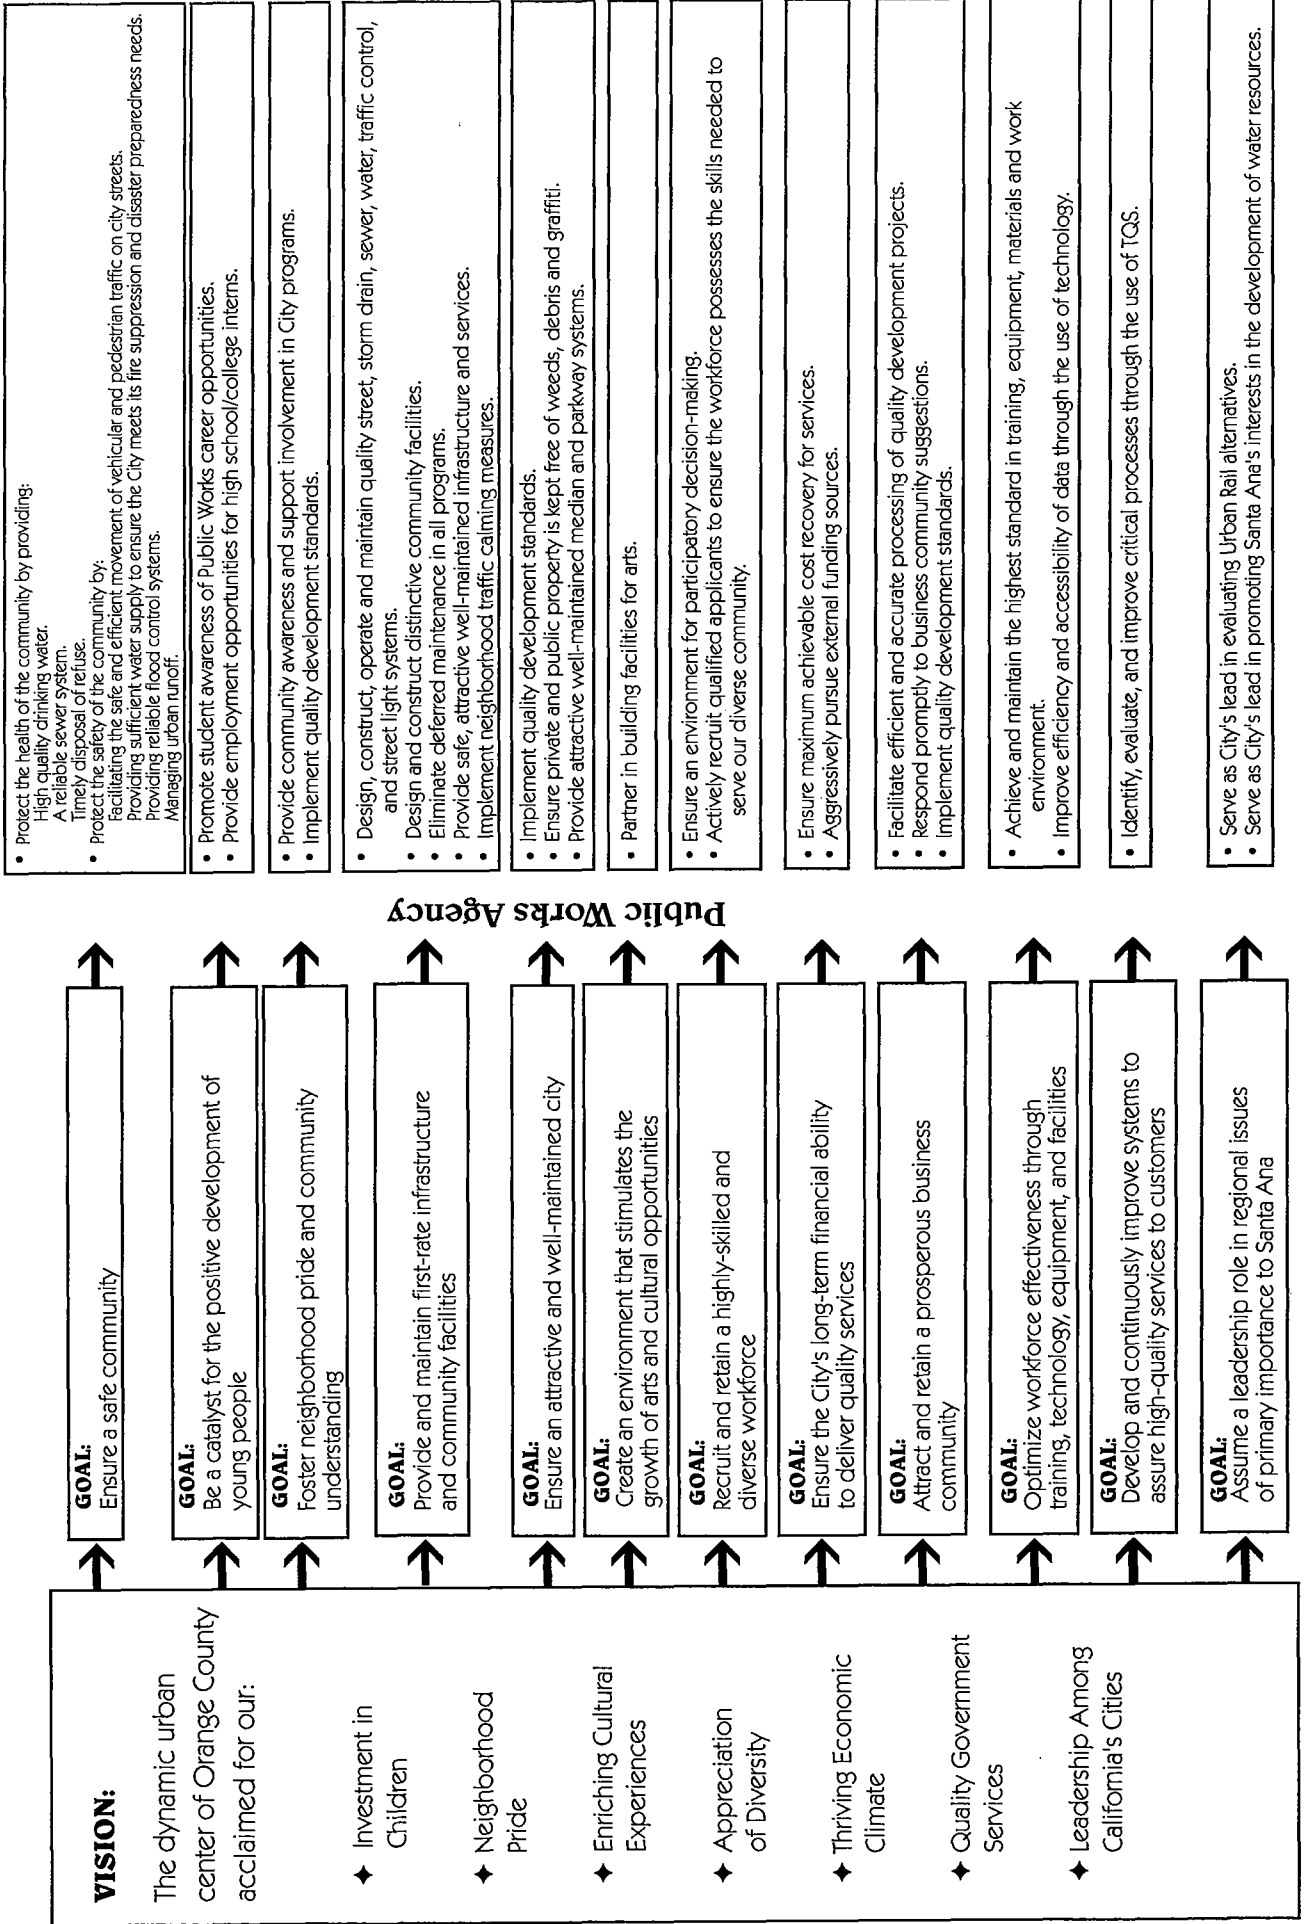 VISION:
The dynamic urban
center of Orange County
acclaimed for our:
✦ Investment in
Children
✦ Neighborhood
Pride
✦ Enriching Cultural
Experiences
✦ Appreciation
of Diversity
✦ Thriving Economic
Climate
✦ Quality Government
Services
✦ Leadership Among
California's Cities
GOAL:
Ensure a safe community
GOAL:
Be a catalyst for the positive development of
young people
GOAL:
Foster neighborhood pride and community
understanding
GOAL:
Provide and maintain first-rate infrastructure
and community facilities
GOAL:
Ensure an attractive and well-maintained city
GOAL:
Create an environment that stimulates the
growth of arts and cultural opportunities
GOAL:
Recruit and retain a highly-skilled and
diverse workforce
GOAL:
Ensure the City's long-term financial ability
to deliver quality services
GOAL:
Attract and retain a prosperous business
community
GOAL:
Optimize workforce effectiveness through
training, technology, equipment, and facilities
GOAL:
Develop and continuously improve systems to
assure high-quality services to customers
GOAL:
Assume a leadership role in regional issues
of primary importance to Santa Ana
Public Works Agency
• Protect the health of the community by providing:
High quality drinking water.
A reliable sewer system.
Timely disposal of refuse.
• Protect the safety of the community by:
Facilitating the safe and efficient movement of vehicular and pedestrian traffic on city streets.
Providing sufficient water supply to ensure the City meets its fire suppression and disaster preparedness needs.
Providing reliable flood control systems.
Managing urban runoff.
• Promote student awareness of Public Works career opportunities.
• Provide employment opportunities for high school/college interns.
• Provide community awareness and support involvement in City programs.
• Implement quality development standards.
• Design, construct, operate and maintain quality street, storm drain, sewer, water, traffic control,
and street light systems.
• Design and construct distinctive community facilities.
• Eliminate deferred maintenance in all programs.
• Provide safe, attractive well-maintained infrastructure and services.
• Implement neighborhood traffic calming measures.
• Implement quality development standards.
• Ensure private and public property is kept free of weeds, debris and graffiti.
• Provide attractive well-maintained median and parkway systems.
• Partner in building facilities for arts.
• Ensure an environment for participatory decision-making.
• Actively recruit qualified applicants to ensure the workforce possesses the skills needed to
serve our diverse community.
• Ensure maximum achievable cost recovery for services.
• Aggressively pursue external funding sources.
• Facilitate efficient and accurate processing of quality development projects.
• Respond promptly to business community suggestions.
• Implement quality development standards.
• Achieve and maintain the highest standard in training, equipment, materials and work
environment.
• Improve efficiency and accessibility of data through the use of technology.
• Identify, evaluate, and improve critical processes through the use of TQS.
• Serve as City's lead in evaluating Urban Rail alternatives.
• Serve as City's lead in promoting Santa Ana's interests in the development of water resources.